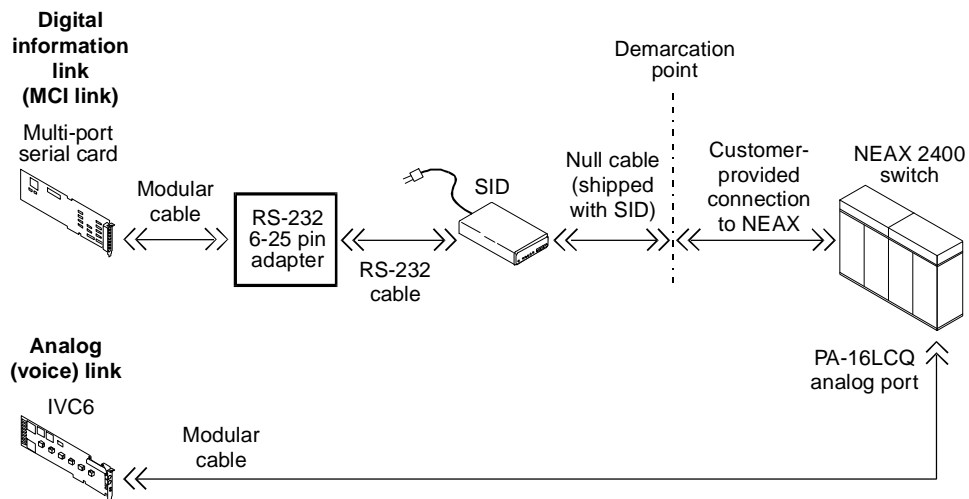 Digital
information
link
(MCI link)
Multi-port
serial card
Modular
cable
RS-232
6-25 pin
adapter
RS-232
cable
SID
Null cable
(shipped
with SID)
Demarcation
point
Customer-
provided
connection
to NEAX
NEAX 2400
switch
PA-16LCQ
analog port
Analog
(voice) link
IVC6
Modular
cable